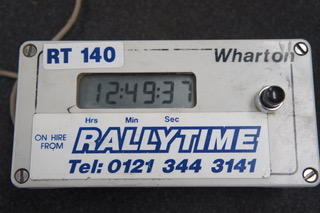 RT 140
Wharton
12:49:37
Hrs Min Sec
ON HIRE
FROM
RALLYTIME
Tel: 0121 344 3141